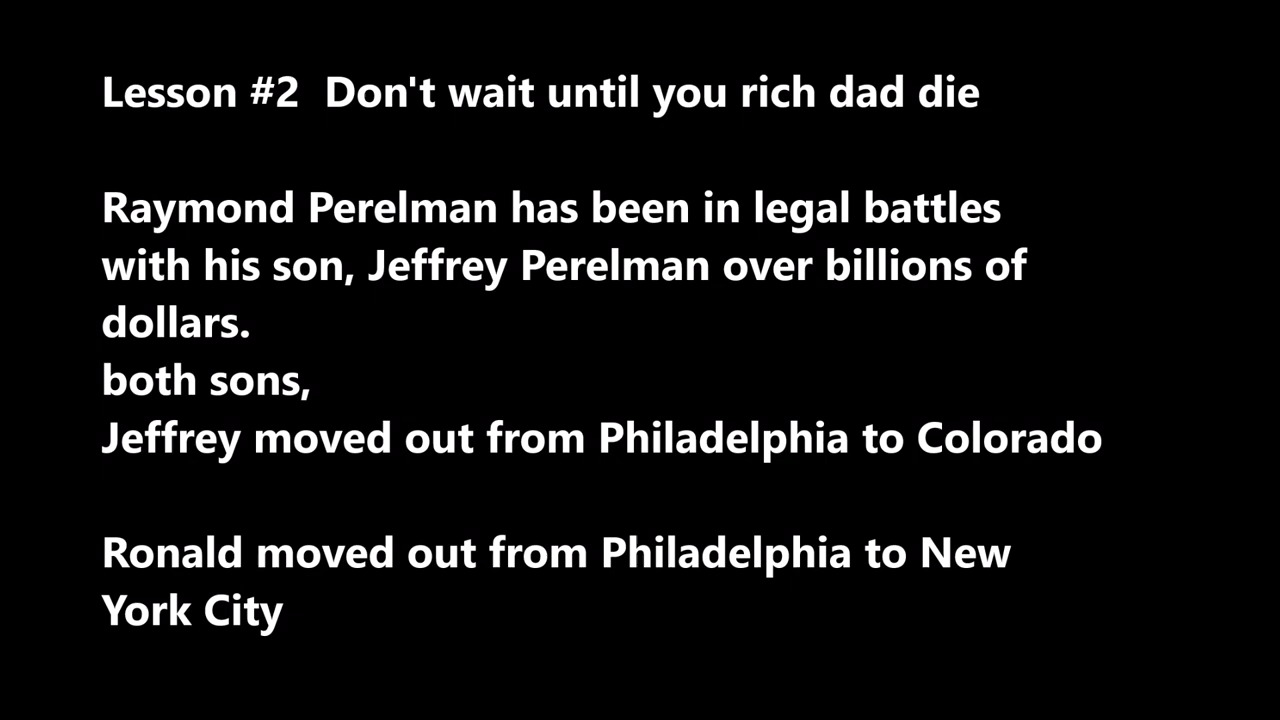 Lesson #2  Don't wait until you rich dad die
Raymond Perelman has been in legal battles
with his son, Jeffrey Perelman over billions of
dollars.
both sons,
Jeffrey moved out from Philadelphia to Colorado
Ronald moved out from Philadelphia to New
York City